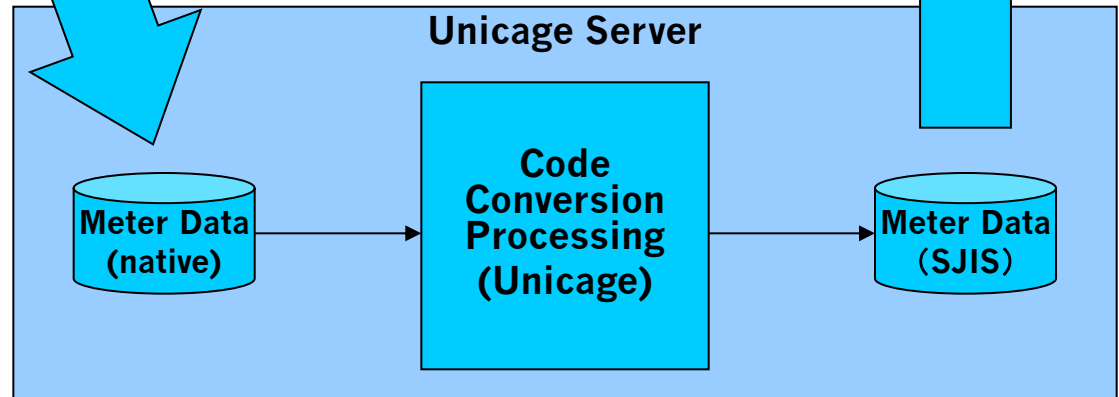 Unicage Server
Meter Data
(native)
Code
Conversion
Processing
(Unicage)
Meter Data
（SJIS）